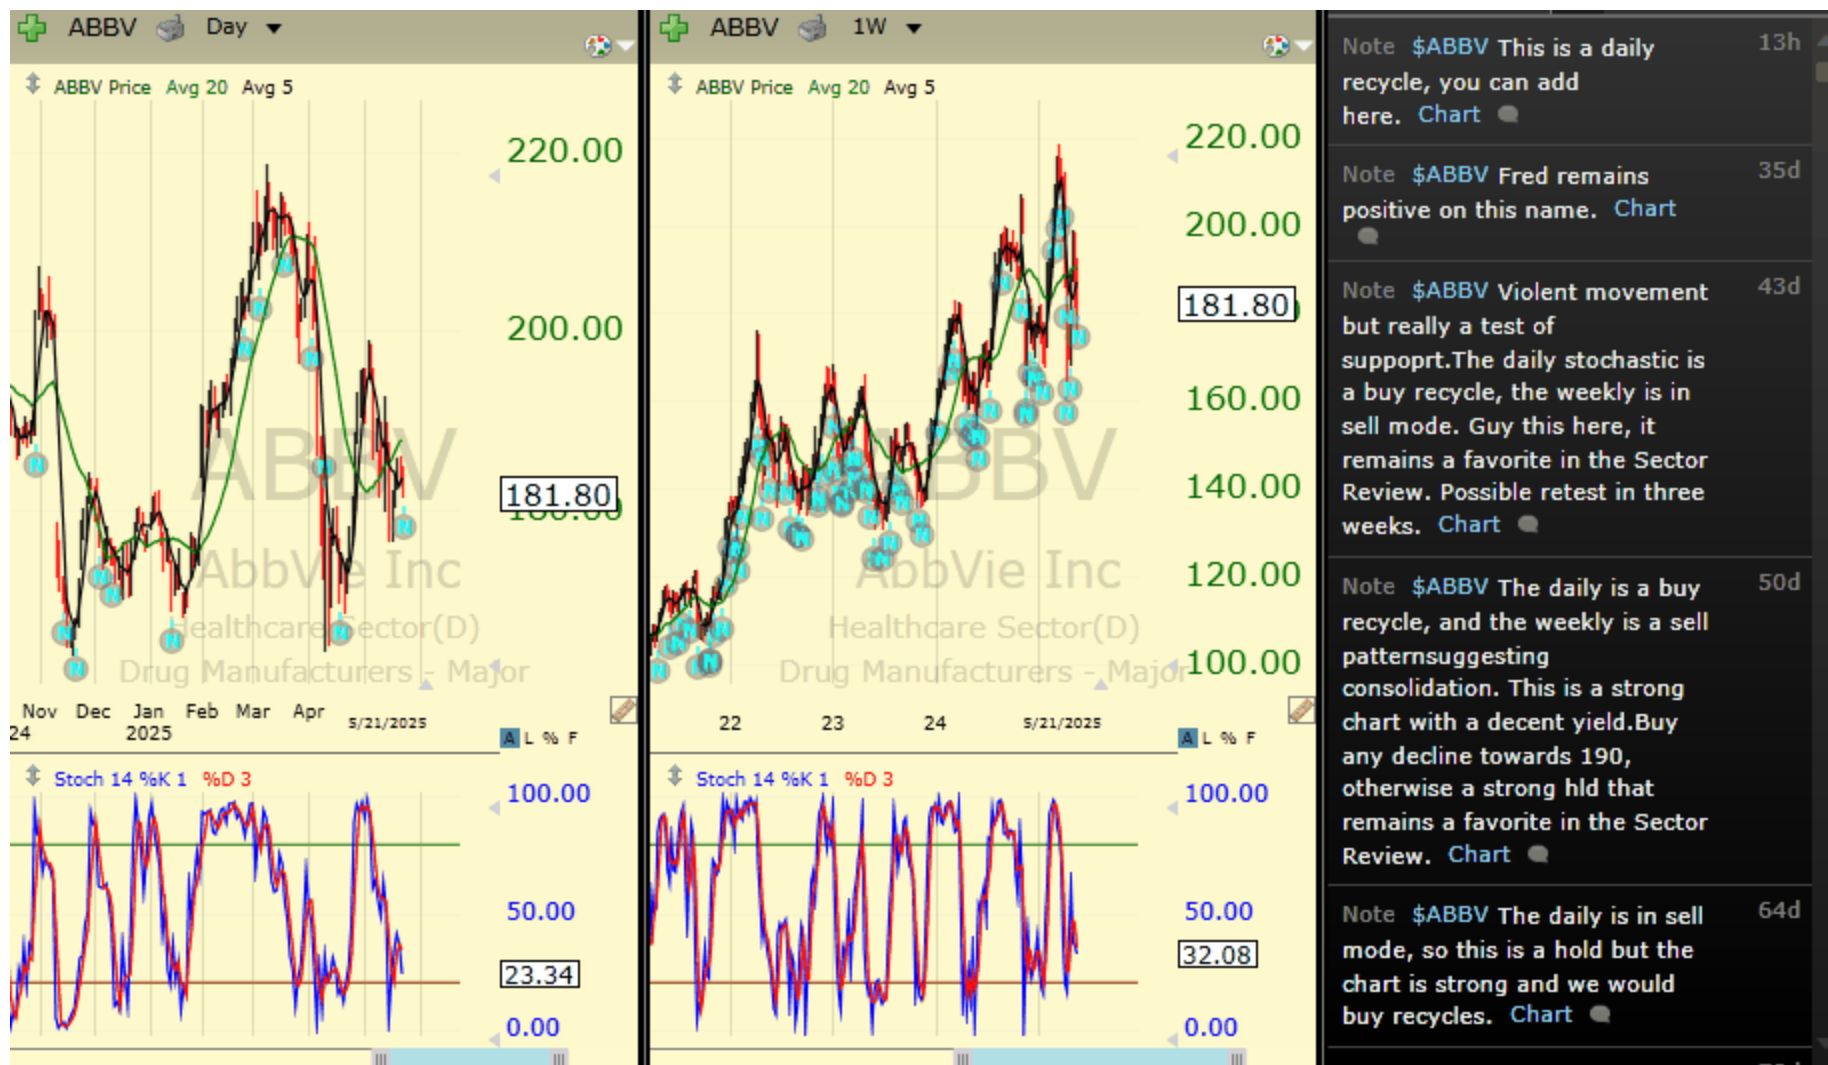 ABBV Day
ABBV Price Avg 20 Avg 5
220.00
200.00
181.80
ABBV
AbbVie Inc
Healthcare Sector(D)
Drug Manufacturers - Major
Nov Dec Jan Feb Mar Apr 5/21/2025
24 2025
A L % F
Stoch 14 %K 1 %D 3
100.00
50.00
23.34
0.00
ABBV 1W
ABBV Price Avg 20 Avg 5
220.00
200.00
181.80
160.00
140.00
120.00
100.00
ABBV
AbbVie Inc
Healthcare Sector(D)
Drug Manufacturers - Major
22 23 24 5/21/2025
A L % F
Stoch 14 %K 1 %D 3
100.00
50.00
32.08
0.00
Note $ABBV This is a daily 13h
recycle, you can add
here. Chart
Note $ABBV Fred remains 35d
positive on this name. Chart
Note $ABBV Violent movement 43d
but really a test of
suppoprt.The daily stochastic is
a buy recycle, the weekly is in
sell mode. Guy this here, it
remains a favorite in the Sector
Review. Possible retest in three
weeks. Chart
Note $ABBV The daily is a buy 50d
recycle, and the weekly is a sell
patternsuggesting
consolidation. This is a strong
chart with a decent yield.Buy
any decline towards 190,
otherwise a strong hld that
remains a favorite in the Sector
Review. Chart
Note $ABBV The daily is in sell 64d
mode, so this is a hold but the
chart is strong and we would
buy recycles. Chart